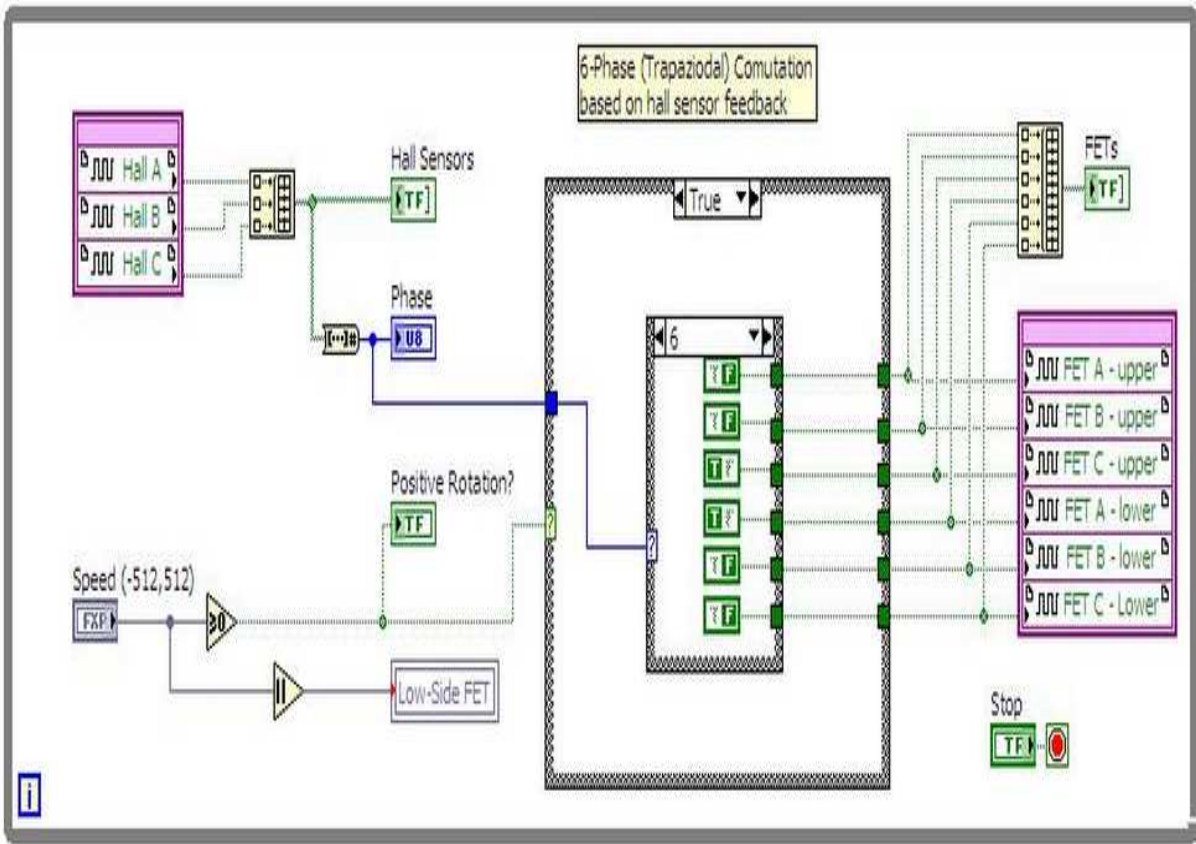 6-Phase (Trapaziodal) Comutation
based on hall sensor feedback
Hall A
Hall B
Hall C
Hall Sensors
TF
Phase
[...]#
U8
Positive Rotation?
TF
Speed (-512,512)
FXP
≥0
||
Low-Side FET
True
6
?
?
F
F
T
T
F
F
FETs
TF
FET A - upper
FET B - upper
FET C - upper
FET A - lower
FET B - lower
FET C - Lower
Stop
TF
i